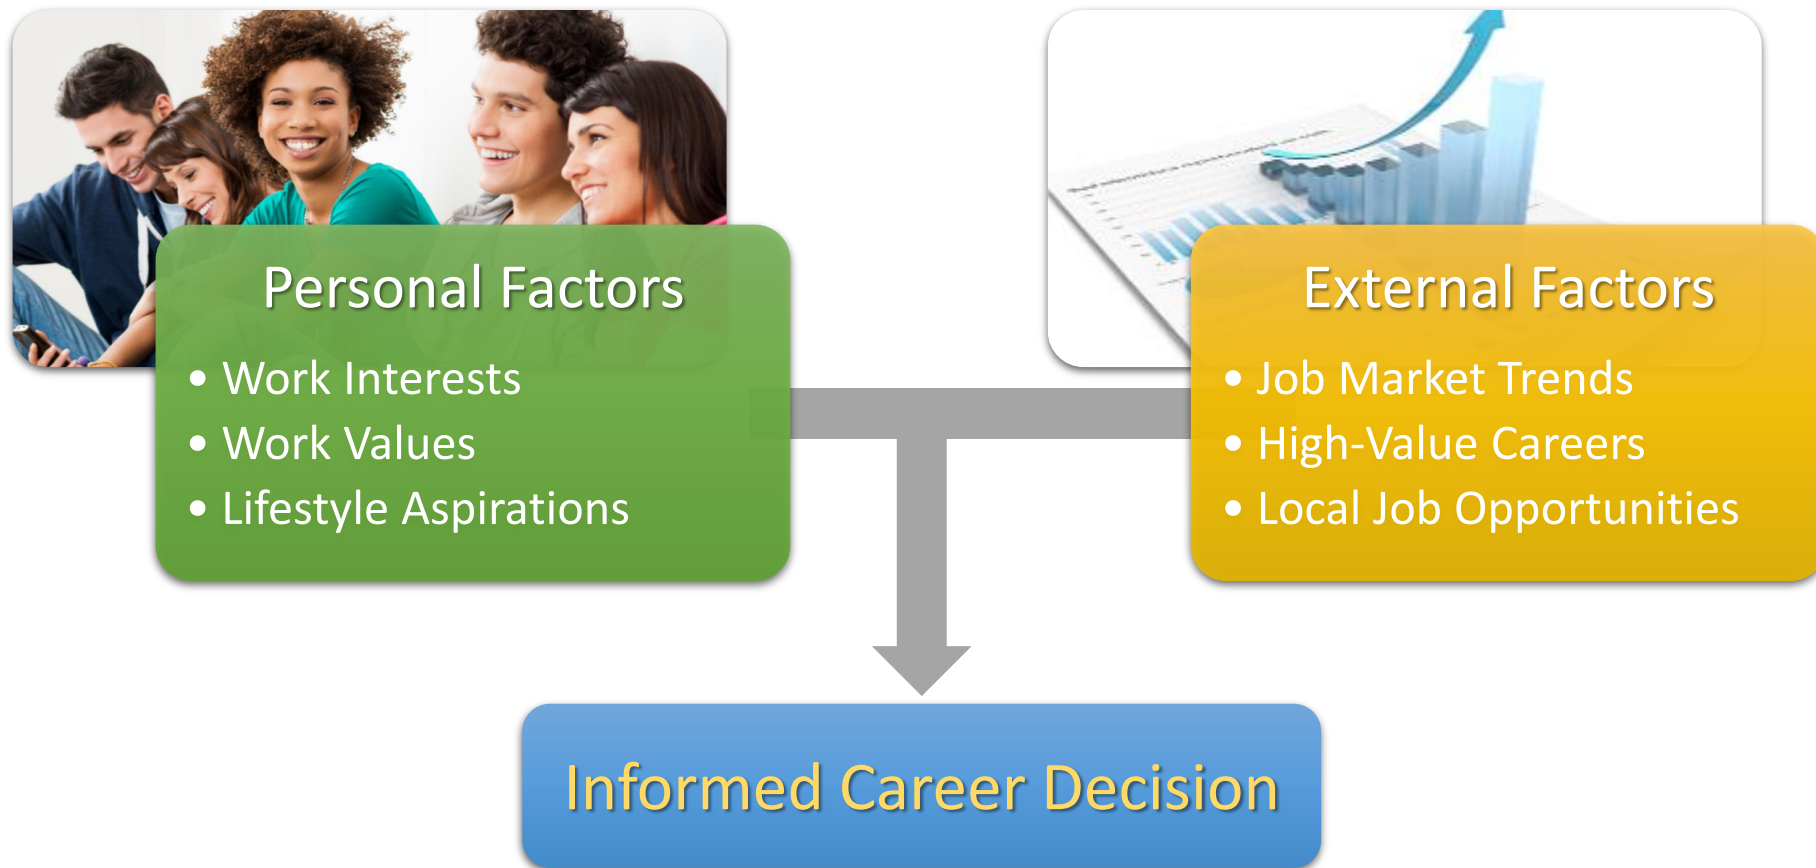 Personal Factors
• Work Interests
• Work Values
• Lifestyle Aspirations
External Factors
• Job Market Trends
• High-Value Careers
• Local Job Opportunities
Informed Career Decision